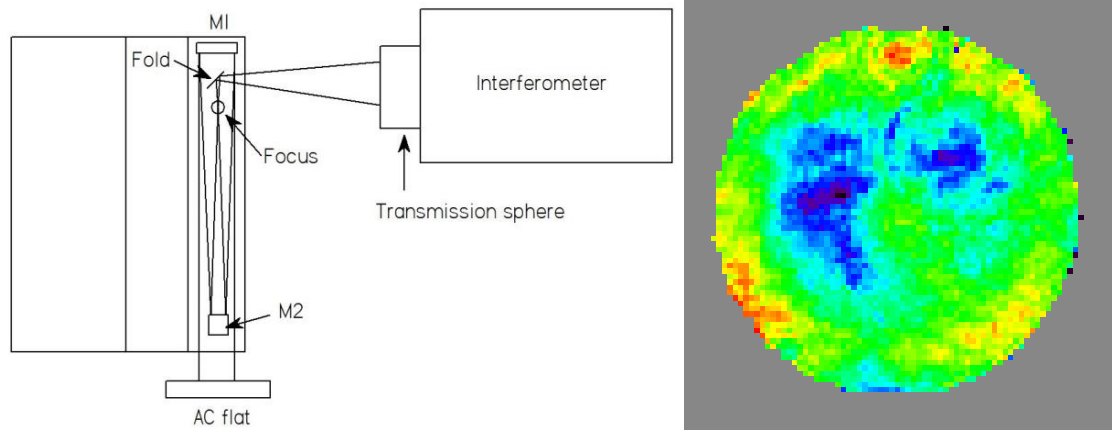 M1
Fold
Interferometer
Focus
Transmission sphere
M2
AC flat